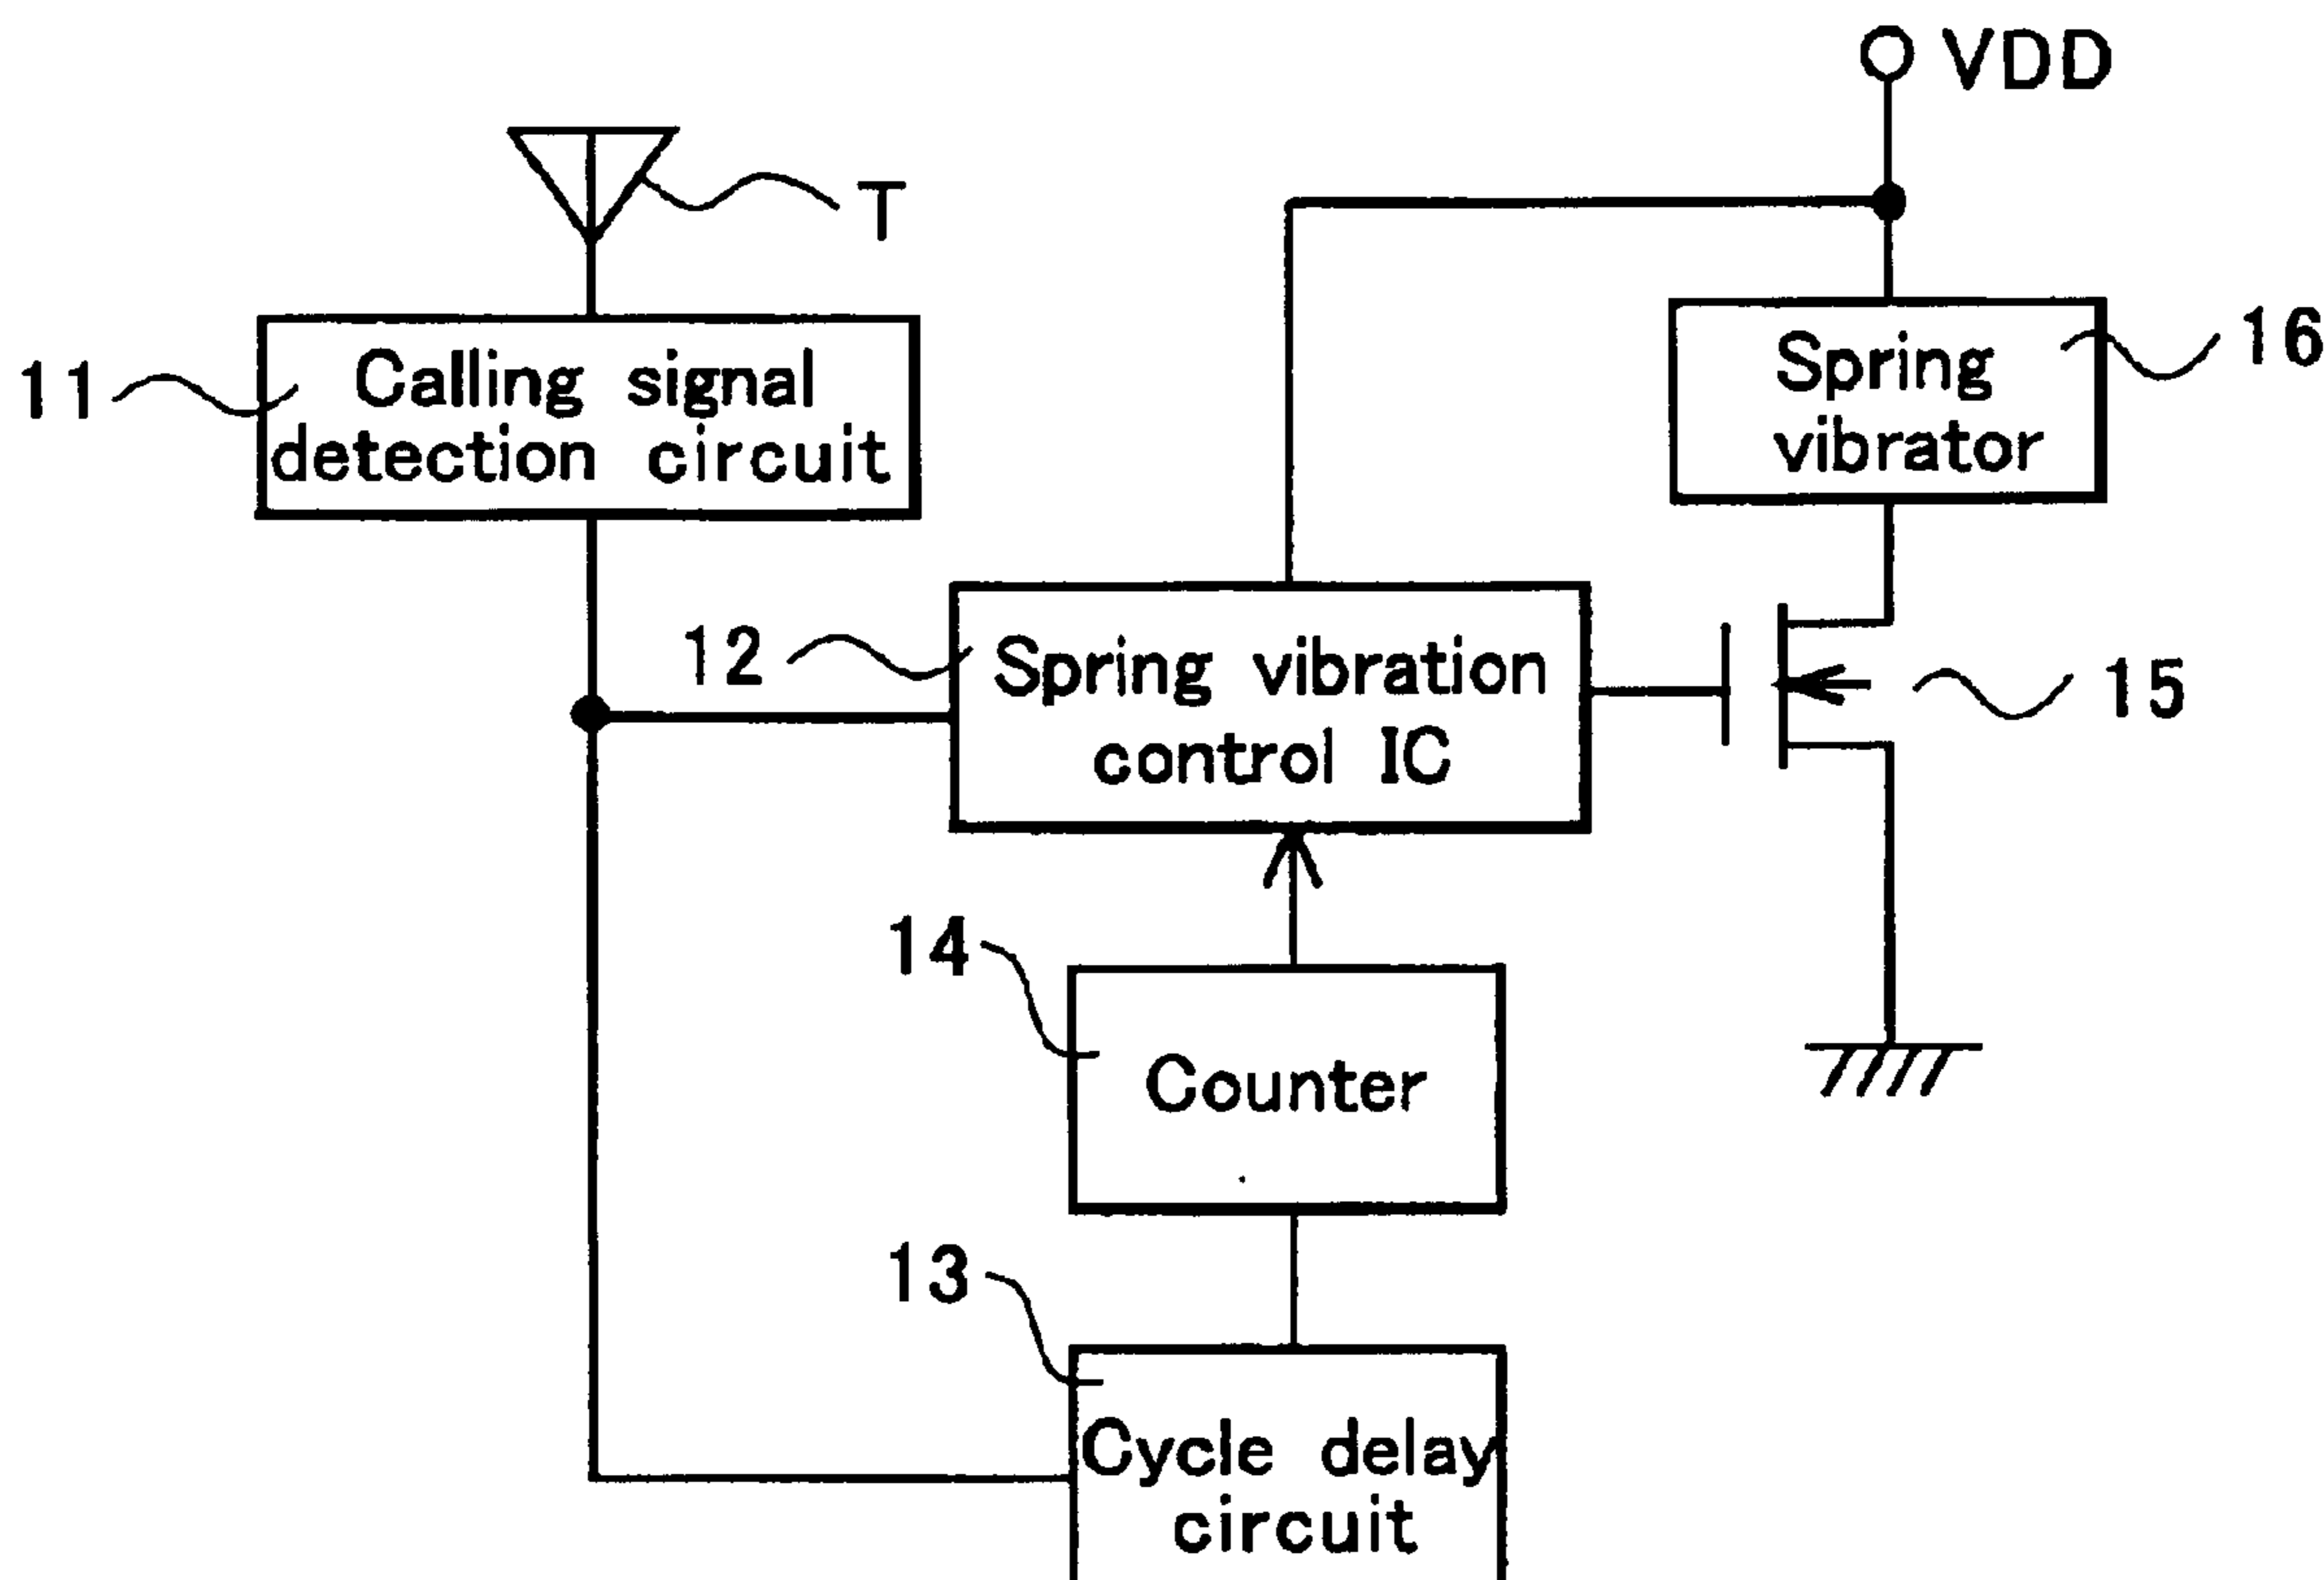 VDD
T
11
Calling signal
detection circuit
16
Spring
vibrator
12
Spring vibration
control IC
15
14
Counter
13
Cycle delay
circuit